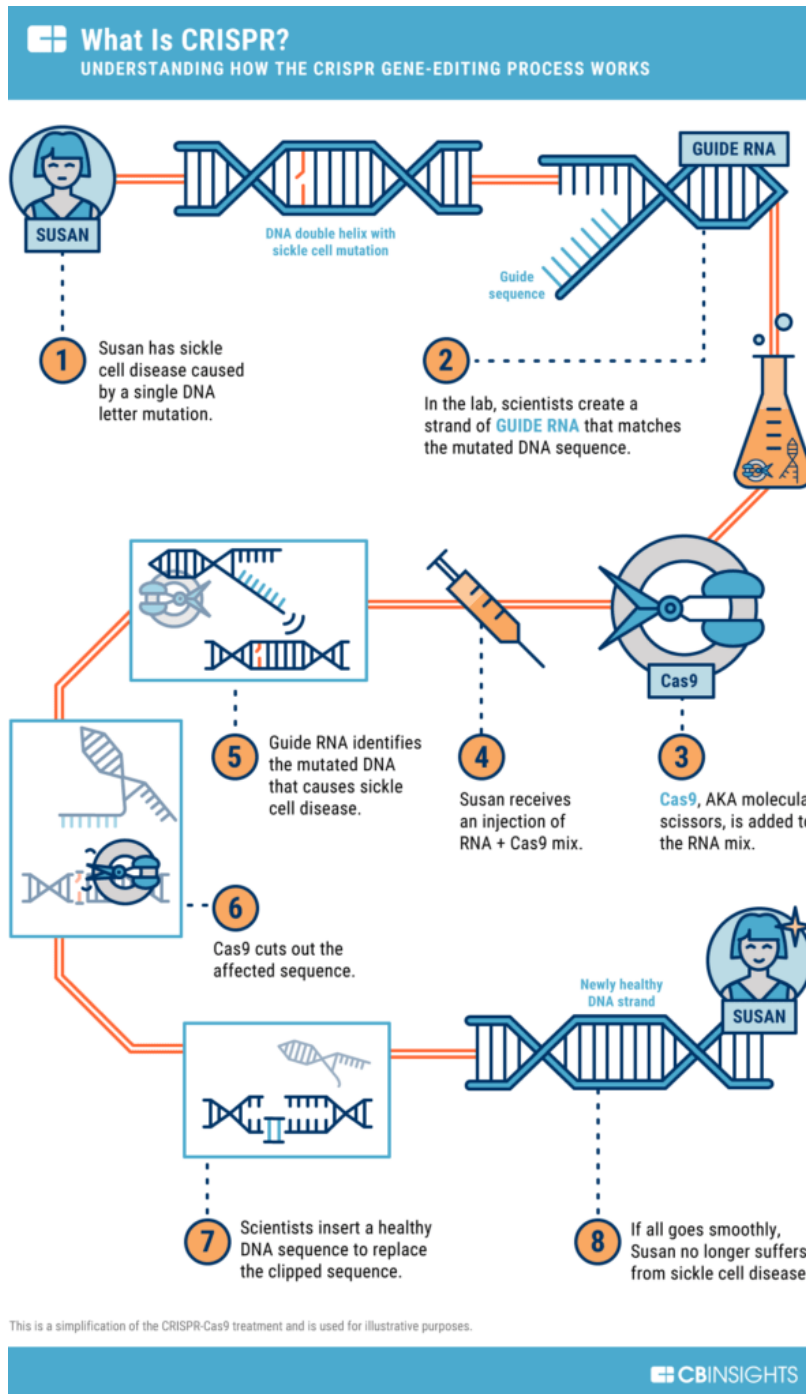 What Is CRISPR?
UNDERSTANDING HOW THE CRISPR GENE-EDITING PROCESS WORKS
GUIDE RNA
SUSAN
DNA double helix with
sickle cell mutation
Guide
sequence
1
Susan has sickle
cell disease caused
by a single DNA
letter mutation.
2
In the lab, scientists create a
strand of GUIDE RNA that matches
the mutated DNA sequence.
Cas9
5
Guide RNA identifies
the mutated DNA
that causes sickle
cell disease.
4
Susan receives
an injection of
RNA + Cas9 mix.
3
Cas9, AKA molecula
scissors, is added to
the RNA mix.
6
Cas9 cuts out the
affected sequence.
Newly healthy
DNA strand
SUSAN
7
Scientists insert a healthy
DNA sequence to replace
the clipped sequence.
8
If all goes smoothly,
Susan no longer suffers
from sickle cell disease
This is a simplification of the CRISPR-Cas9 treatment and is used for illustrative purposes.
CBINSIGHTS